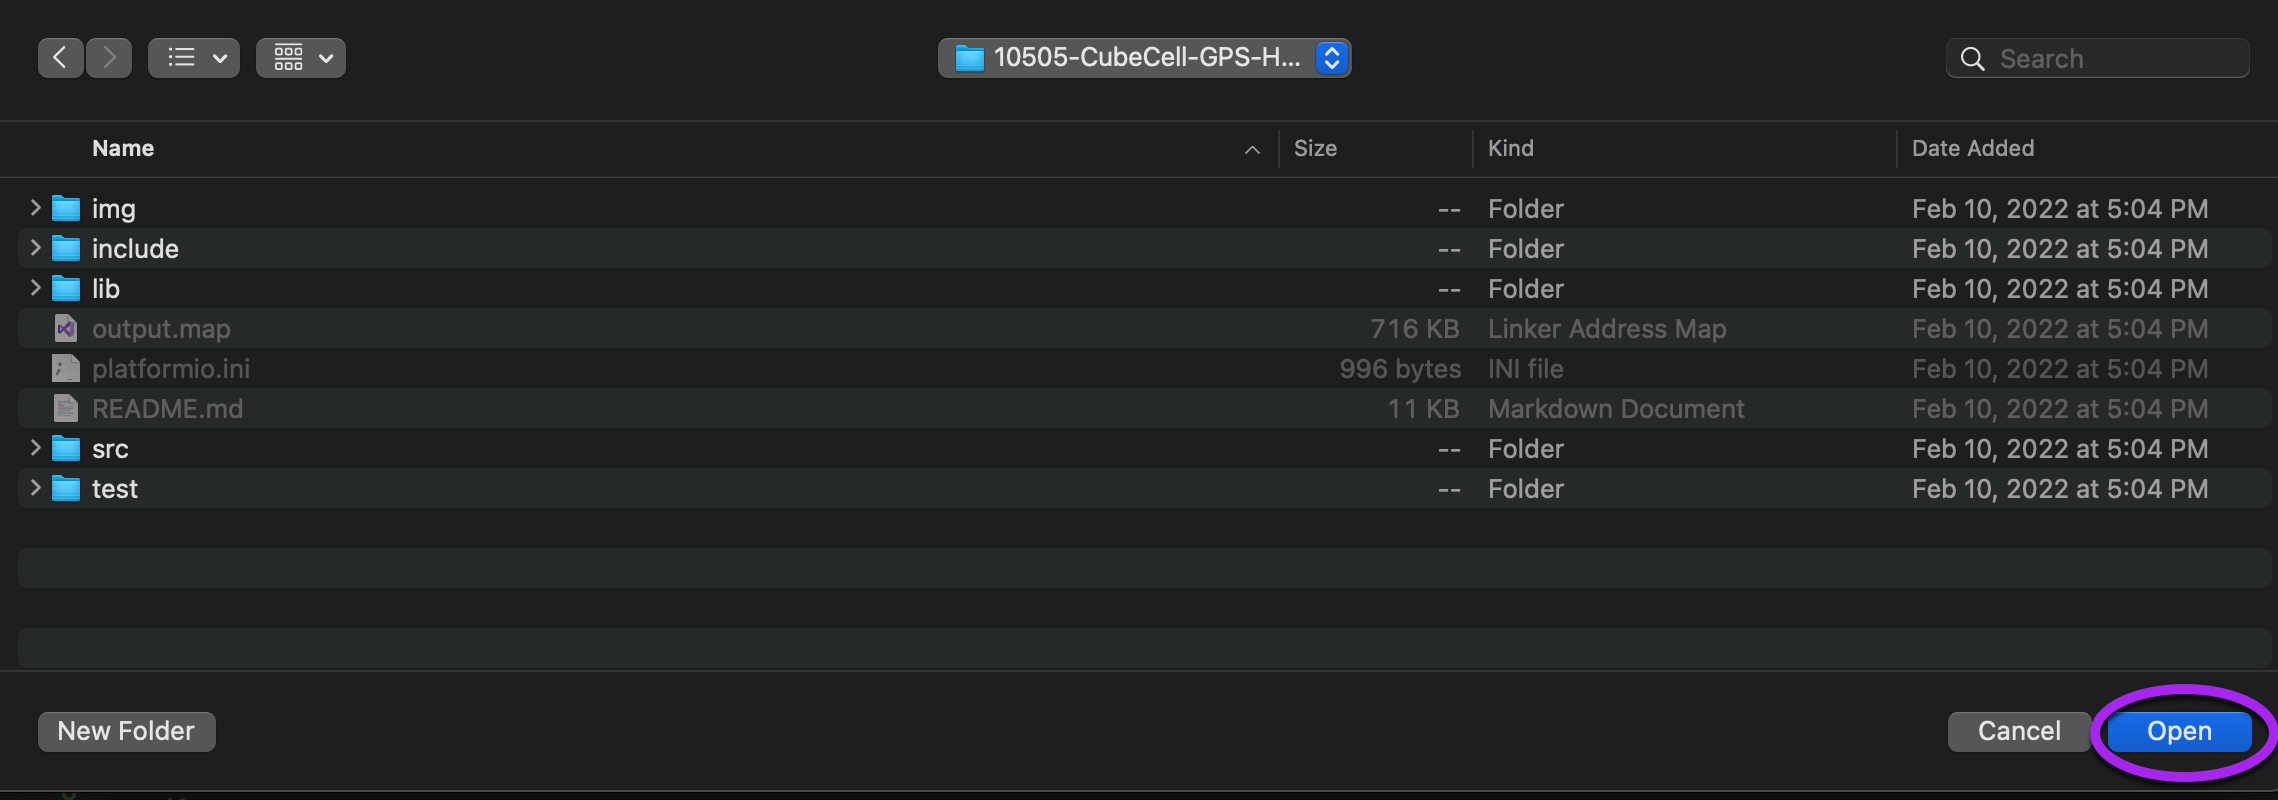 10505-CubeCell-GPS-H...
Search
Name Size Kind Date Added
img -- Folder Feb 10, 2022 at 5:04 PM
include -- Folder Feb 10, 2022 at 5:04 PM
lib -- Folder Feb 10, 2022 at 5:04 PM
output.map 716 KB Linker Address Map Feb 10, 2022 at 5:04 PM
platformio.ini 996 bytes INI file Feb 10, 2022 at 5:04 PM
README.md 11 KB Markdown Document Feb 10, 2022 at 5:04 PM
src -- Folder Feb 10, 2022 at 5:04 PM
test -- Folder Feb 10, 2022 at 5:04 PM
New Folder Cancel Open